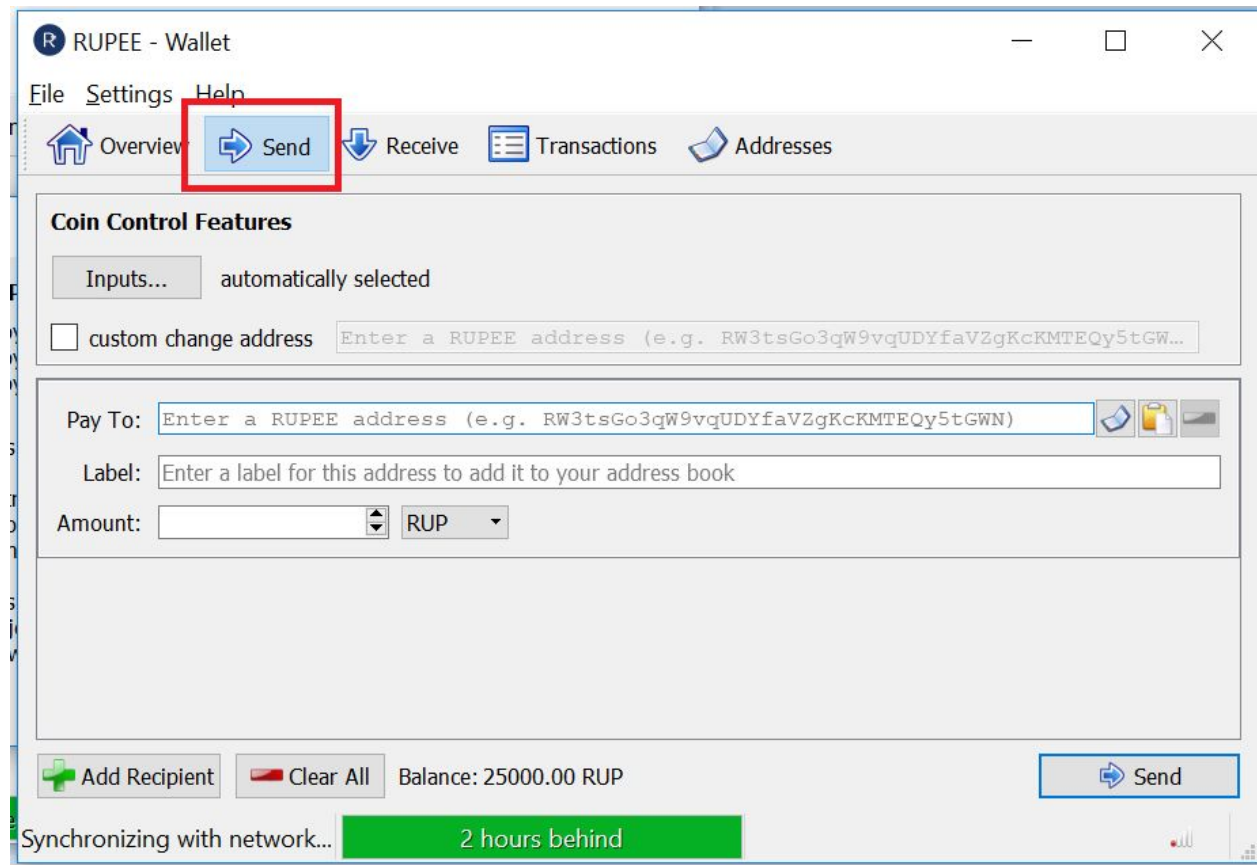 RUPEE - Wallet
File Settings Help
Overview Send Receive Transactions Addresses
Coin Control Features
Inputs... automatically selected
custom change address Enter a RUPEE address (e.g. RW3tsGo3qW9vqUDYfaVZgKcKMTEQy5tGW...
Pay To: Enter a RUPEE address (e.g. RW3tsGo3qW9vqUDYfaVZgKcKMTEQy5tGWN)
Label: Enter a label for this address to add it to your address book
Amount: RUP
Add Recipient Clear All Balance: 25000.00 RUP Send
Synchronizing with network... 2 hours behind